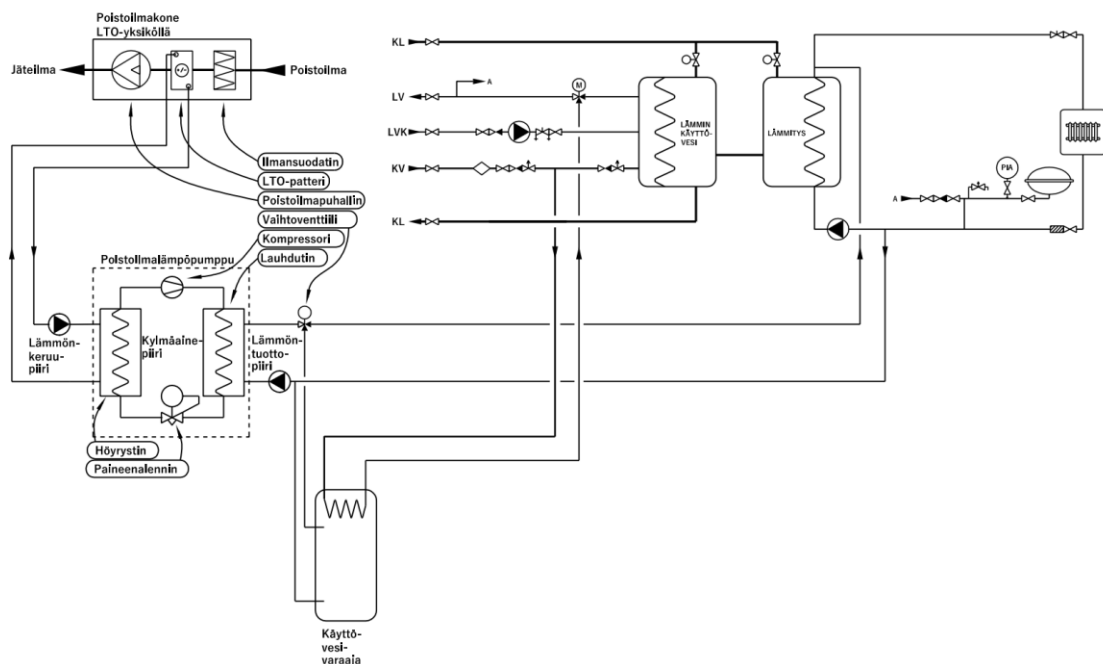 Poistoilmakone
LTO-yksiköllä
Jäteilma
Poistoilma
KL
A
M
LV
LVK
KV
KL
LÄMMIN
KÄYTTÖ-
VESI
LÄMMITYS
PIA
A
Ilmansuodatin
LTO-patteri
Poistoilmapuhallin
Vaihtoventtiili
Kompressori
Lauhdutin
Poistoilmalämpöpumppu
Lämmön-
keruu-
piiri
Kylmäaine-
piiri
Lämmön-
tuotto-
piiri
Höyrystin
Paineenalennin
Käyttö-
vesi-
varaaja